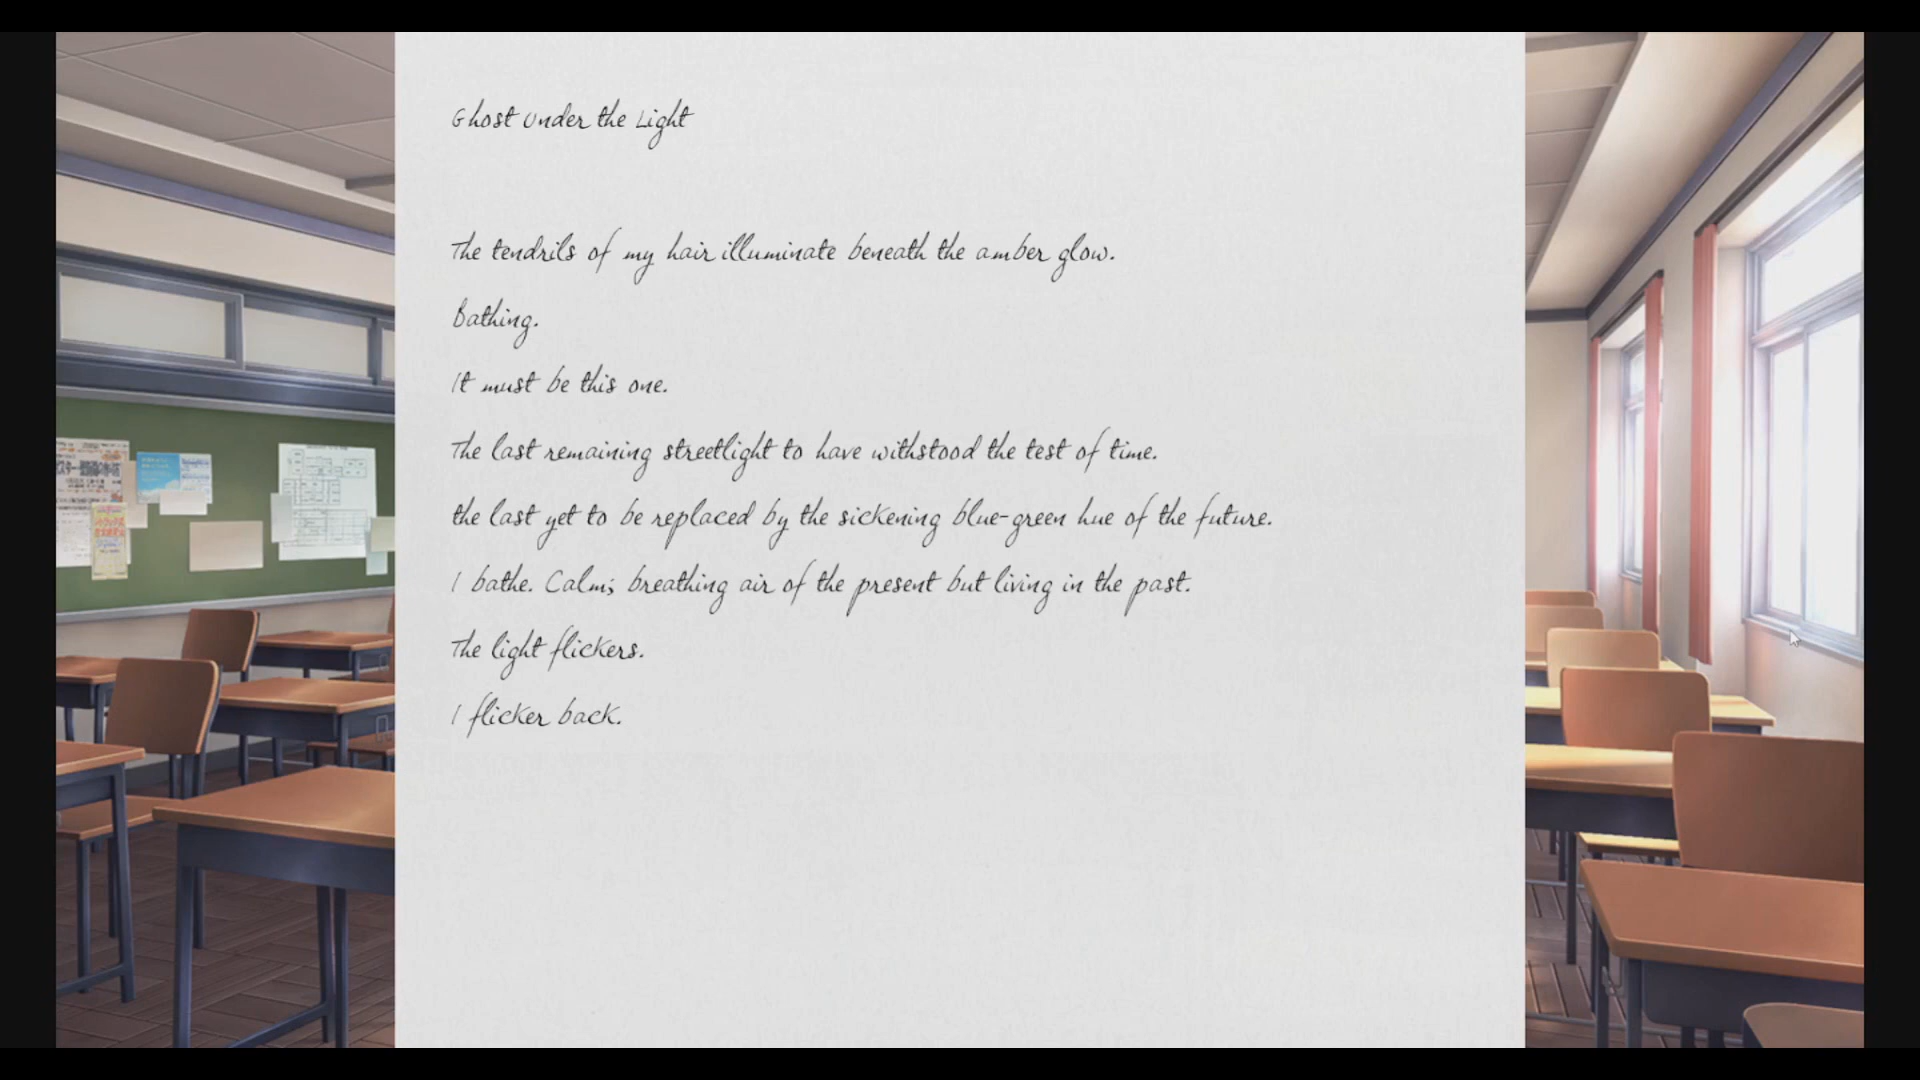 Ghost Under the Light
The tendrils of my hair illuminate beneath the amber glow.
Bathing.
It must be this one.
The last remaining streetlight to have withstood the test of time.
the last yet to be replaced by the sickening blue-green hue of the future.
I bathe. Calm; breathing air of the present but living in the past.
The light flickers.
I flicker back.